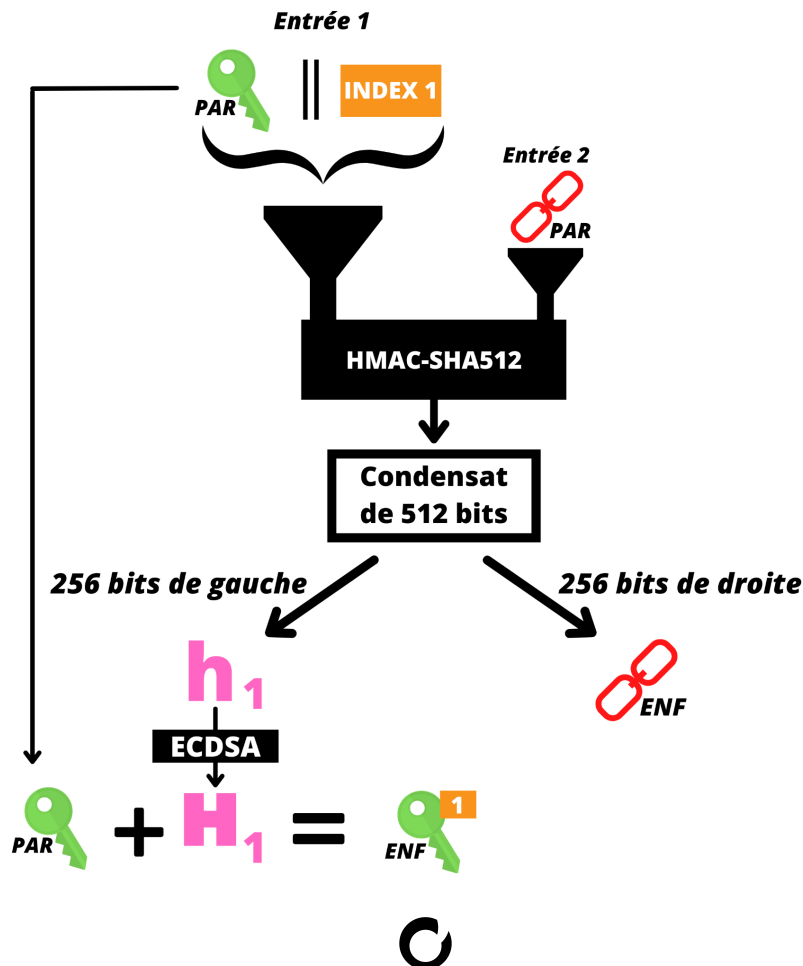 Entrée 1
PAR
||
INDEX 1
Entrée 2
PAR
HMAC-SHA512
Condensat
de 512 bits
256 bits de gauche
256 bits de droite
h1
ENF
ECDSA
PAR
+
H1
=
ENF
1